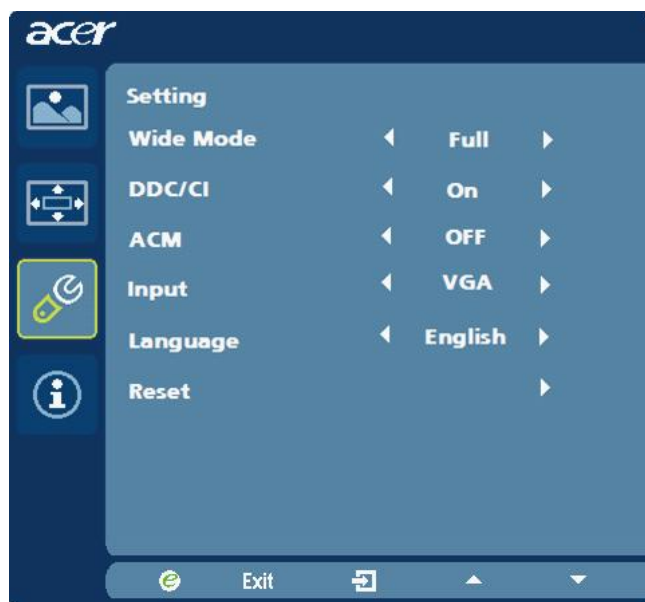 acer
Setting
Wide Mode Full
DDC/CI On
ACM OFF
Input VGA
Language English
Reset
e Exit